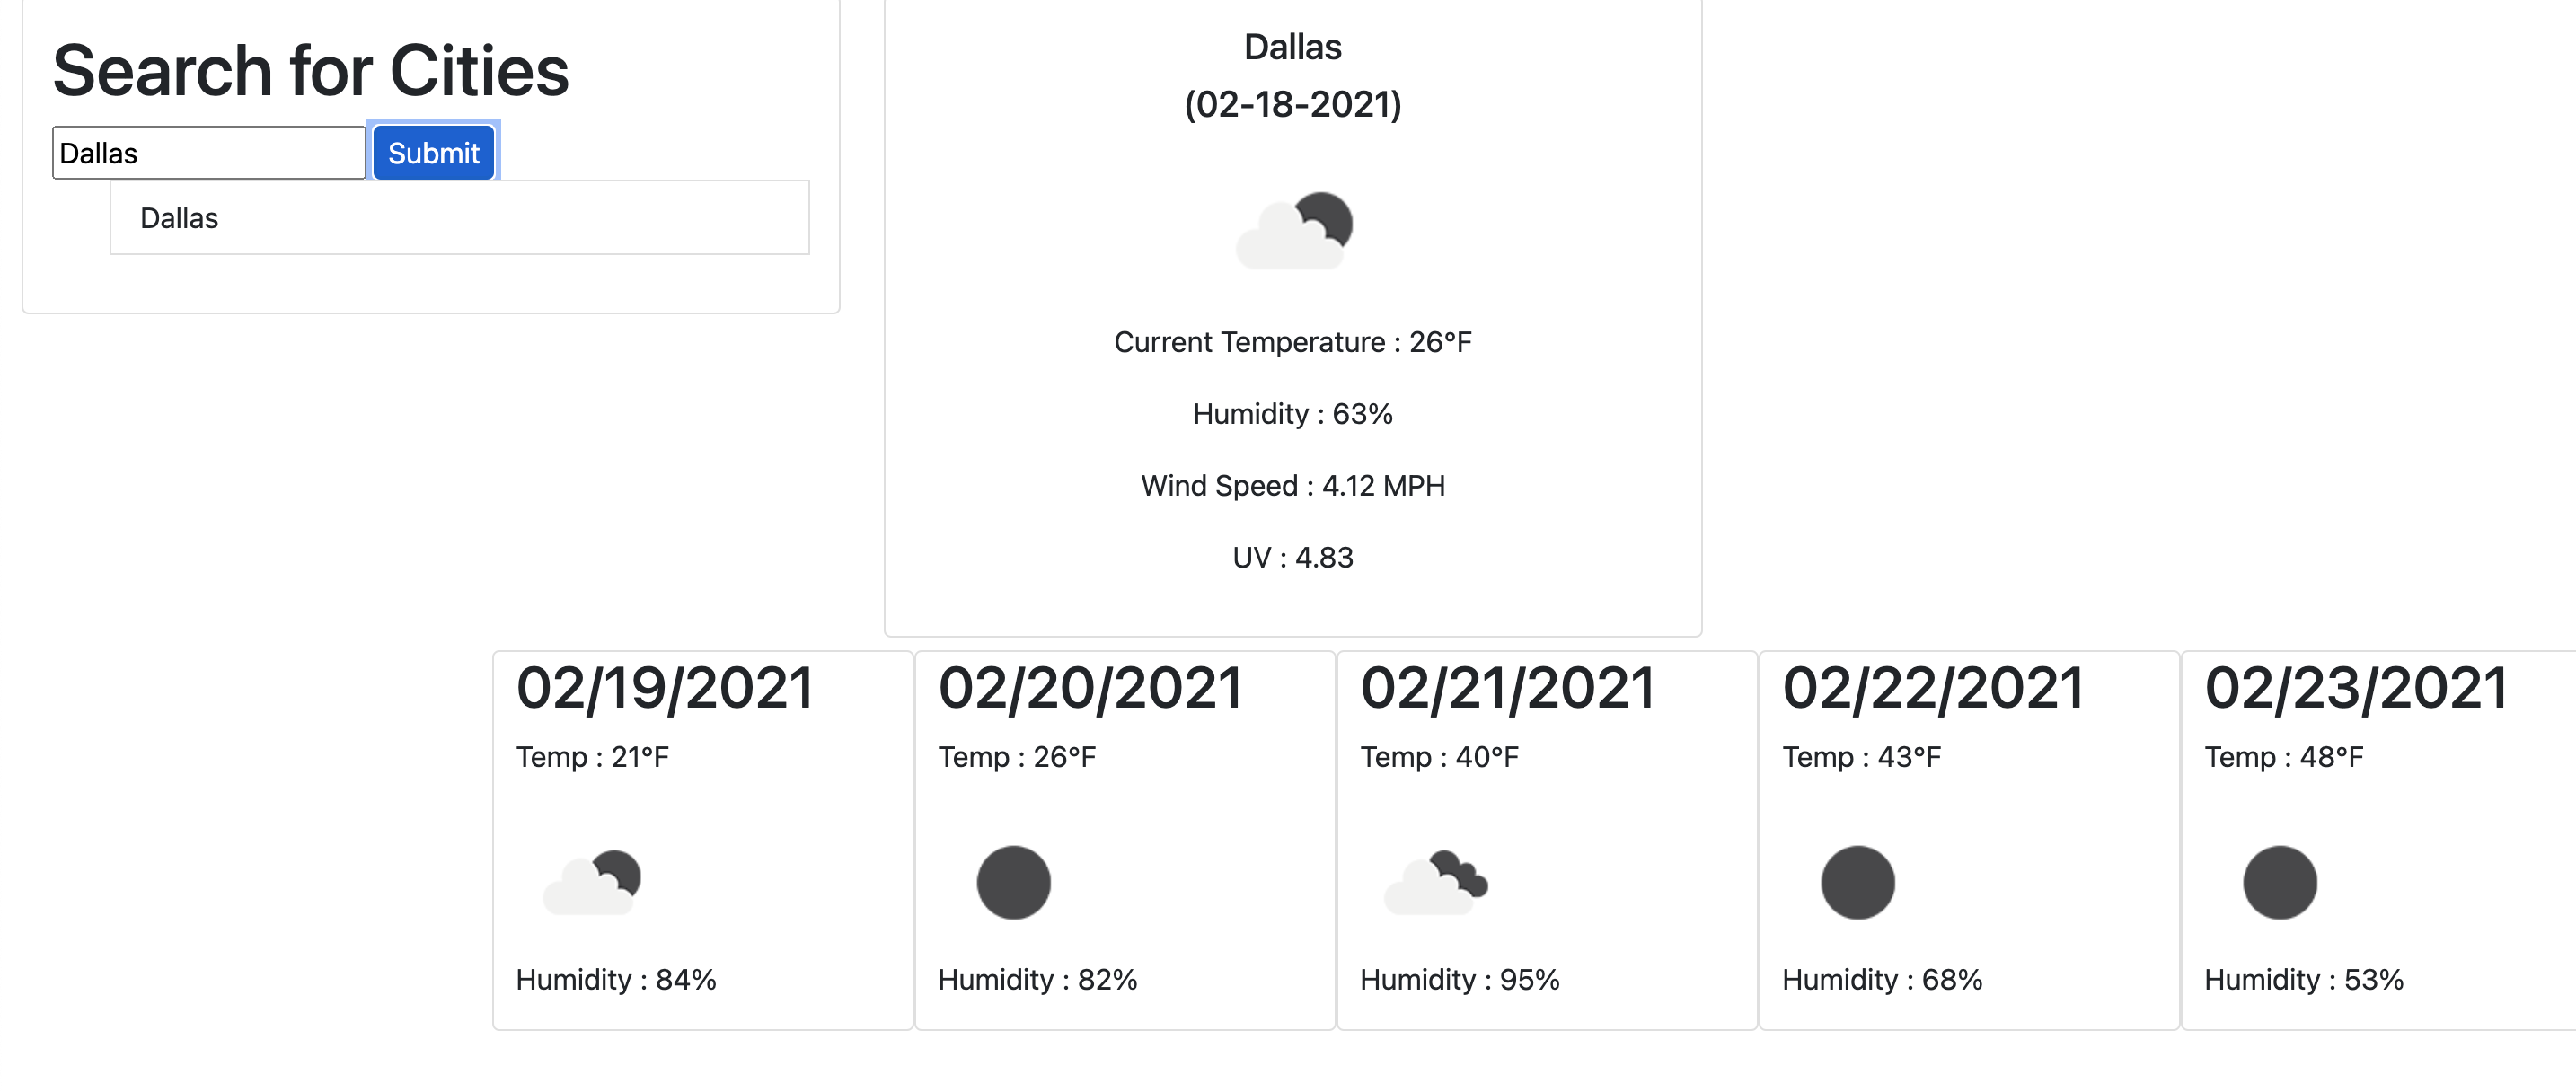 Search for Cities
Dallas
Submit
Dallas
Dallas
(02-18-2021)
Current Temperature : 26°F
Humidity : 63%
Wind Speed : 4.12 MPH
UV : 4.83
02/19/2021
Temp : 21°F
Humidity : 84%
02/20/2021
Temp : 26°F
Humidity : 82%
02/21/2021
Temp : 40°F
Humidity : 95%
02/22/2021
Temp : 43°F
Humidity : 68%
02/23/2021
Temp : 48°F
Humidity : 53%